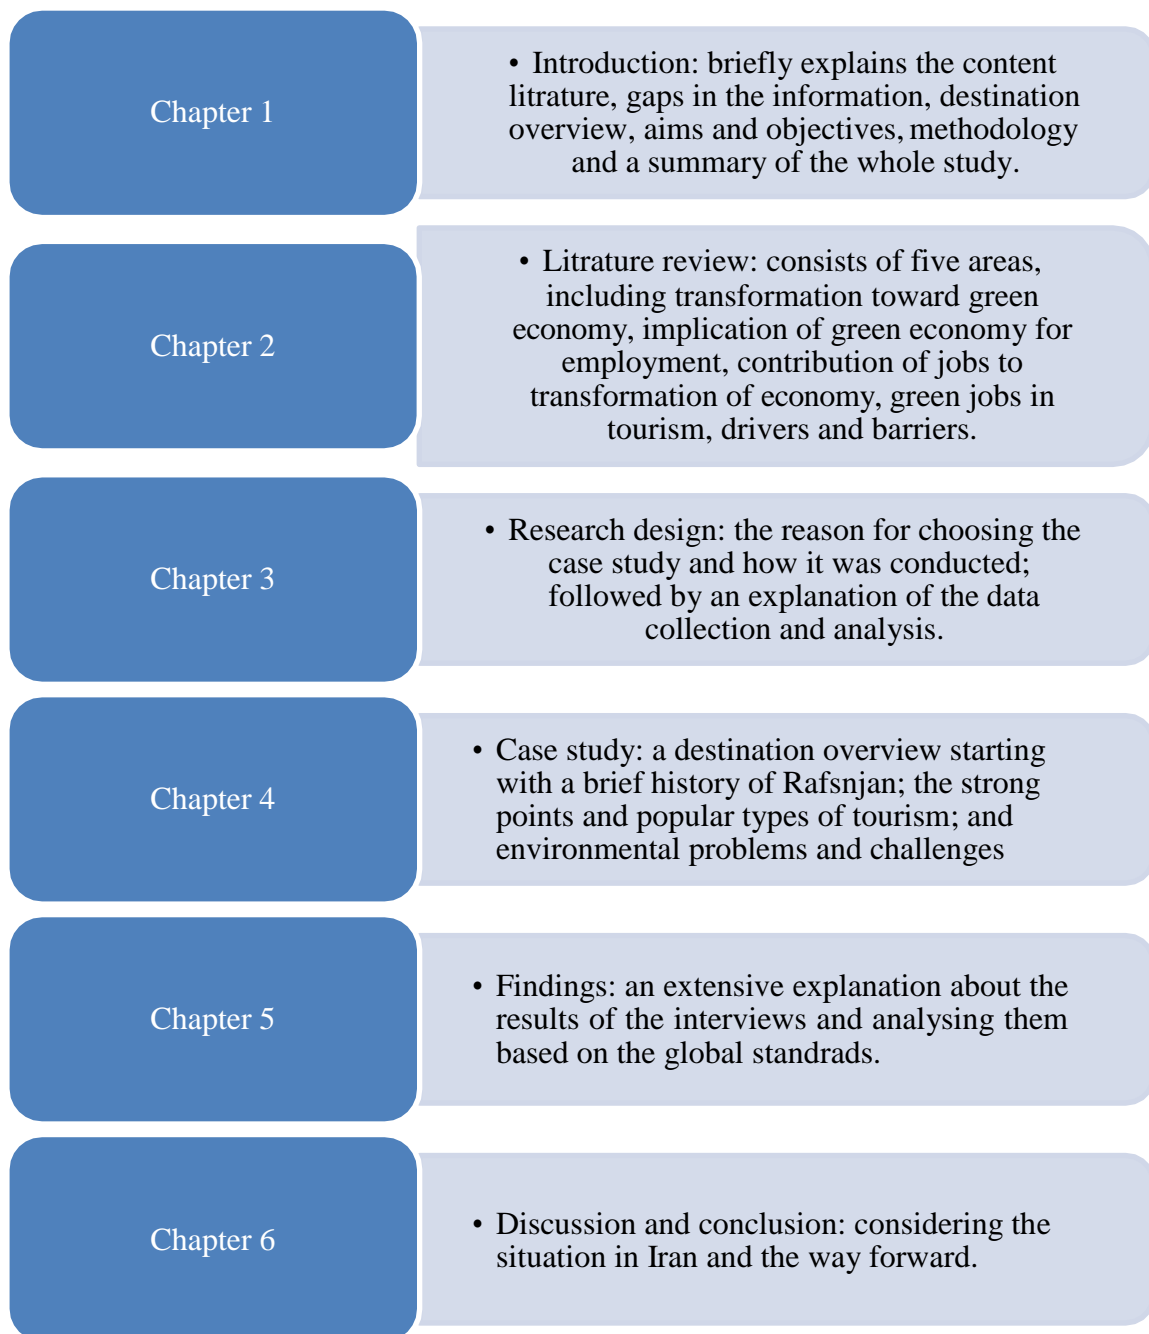 Chapter 1
• Introduction: briefly explains the content
litrature, gaps in the information, destination
overview, aims and objectives, methodology
and a summary of the whole study.
Chapter 2
• Litrature review: consists of five areas,
including transformation toward green
economy, implication of green economy for
employment, contribution of jobs to
transformation of economy, green jobs in
tourism, drivers and barriers.
Chapter 3
• Research design: the reason for choosing the
case study and how it was conducted;
followed by an explanation of the data
collection and analysis.
Chapter 4
• Case study: a destination overview starting
with a brief history of Rafsnjan; the strong
points and popular types of tourism; and
environmental problems and challenges
Chapter 5
• Findings: an extensive explanation about the
results of the interviews and analysing them
based on the global standrads.
Chapter 6
• Discussion and conclusion: considering the
situation in Iran and the way forward.